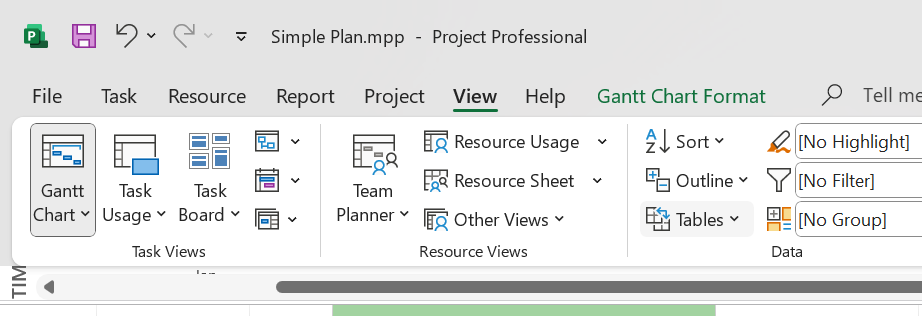 Simple Plan.mpp - Project Professional
File Task Resource Report Project View Help Gantt Chart Format Tell me
Gantt Chart
Task Usage
Task Board
Team Planner
Resource Usage
Resource Sheet
Other Views
Sort
Outline
Tables
[No Highlight]
[No Filter]
[No Group]
Task Views
Resource Views
Data
TIM